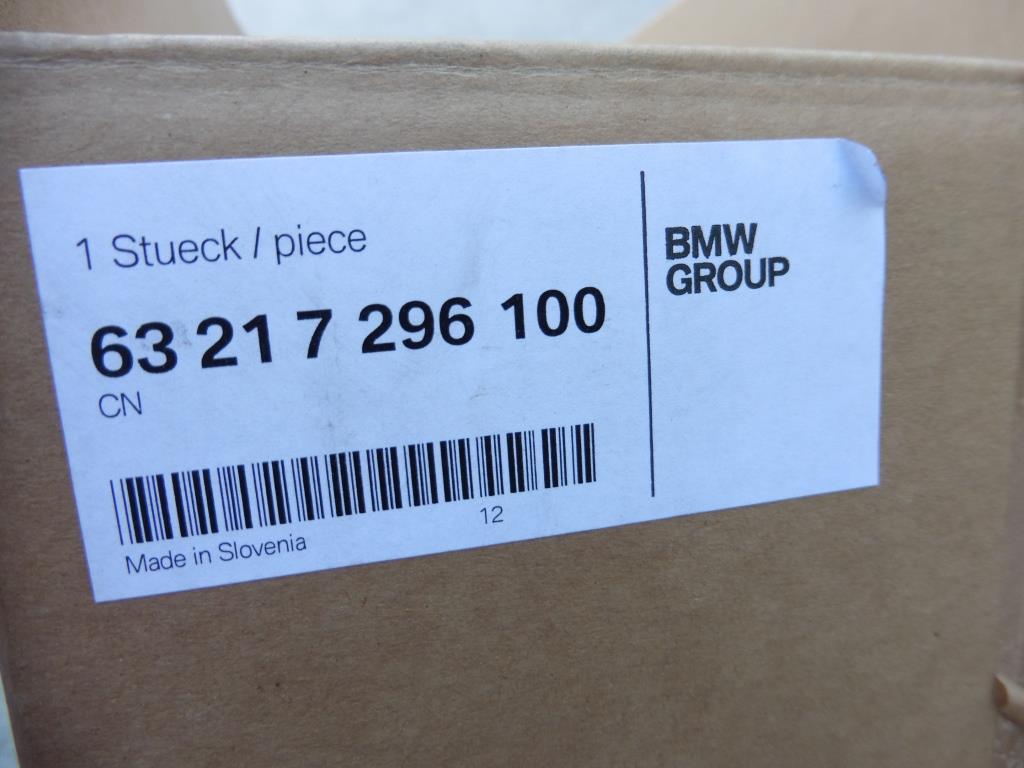 1 Stueck / piece
63 21 7 296 100
CN
12
Made in Slovenia
BMW
GROUP